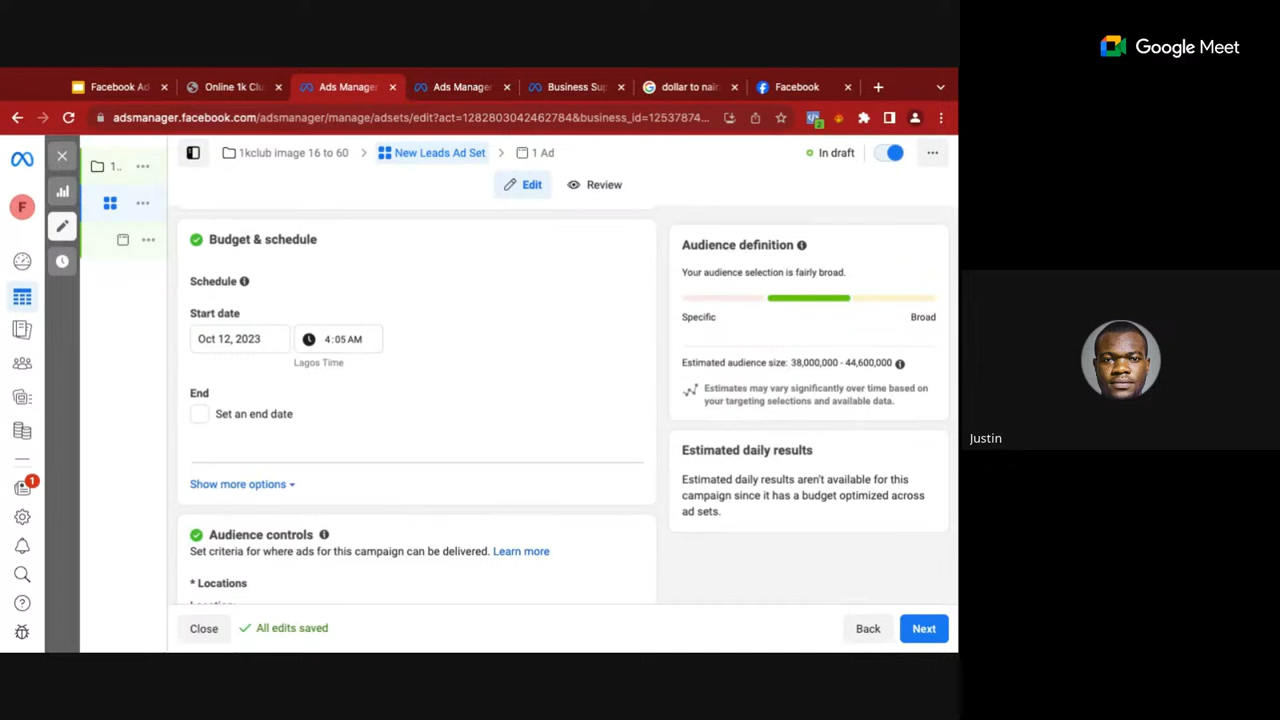 Google Meet
Facebook Ad
Online 1k Clu
Ads Manager
Ads Manager
Business Sup
dollar to nair
Facebook
adsmanager.facebook.com/adsmanager/manage/adsets/edit?act=1282803042462784&business_id=12537874...
2
1..
1kclub image 16 to 60
New Leads Ad Set
1 Ad
In draft
Edit
Review
F
Budget & schedule
Schedule
Start date
Oct 12, 2023
4:05 AM
Lagos Time
End
Set an end date
Show more options
Audience controls
Set criteria for where ads for this campaign can be delivered. Learn more
* Locations
Audience definition
Your audience selection is fairly broad.
Specific
Broad
Estimated audience size: 38,000,000 - 44,600,000
Estimates may vary significantly over time based on
your targeting selections and available data.
Estimated daily results
Estimated daily results aren't available for this
campaign since it has a budget optimized across
ad sets.
1
Close
All edits saved
Back
Next
Justin